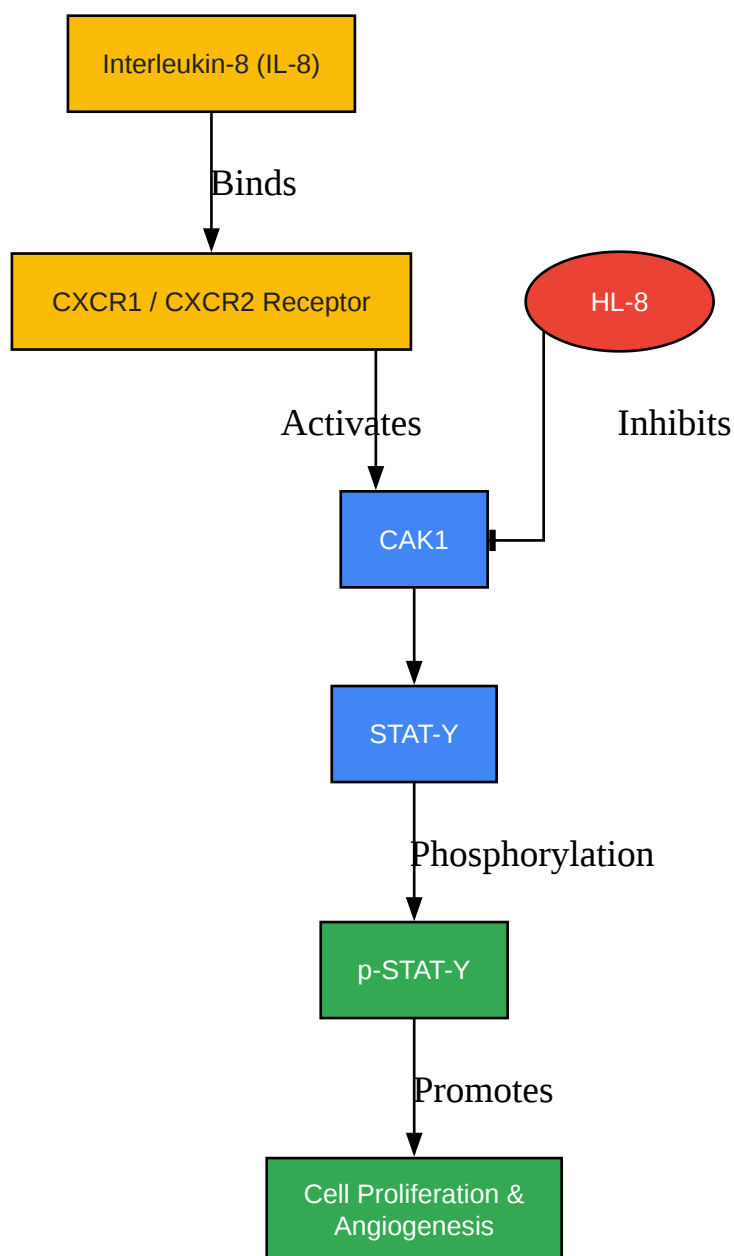 Interleukin-8 (IL-8)
Binds
CXCR1 / CXCR2 Receptor
HL-8
Activates
Inhibits
CAK1
STAT-Y
Phosphorylation
p-STAT-Y
Promotes
Cell Proliferation &
Angiogenesis